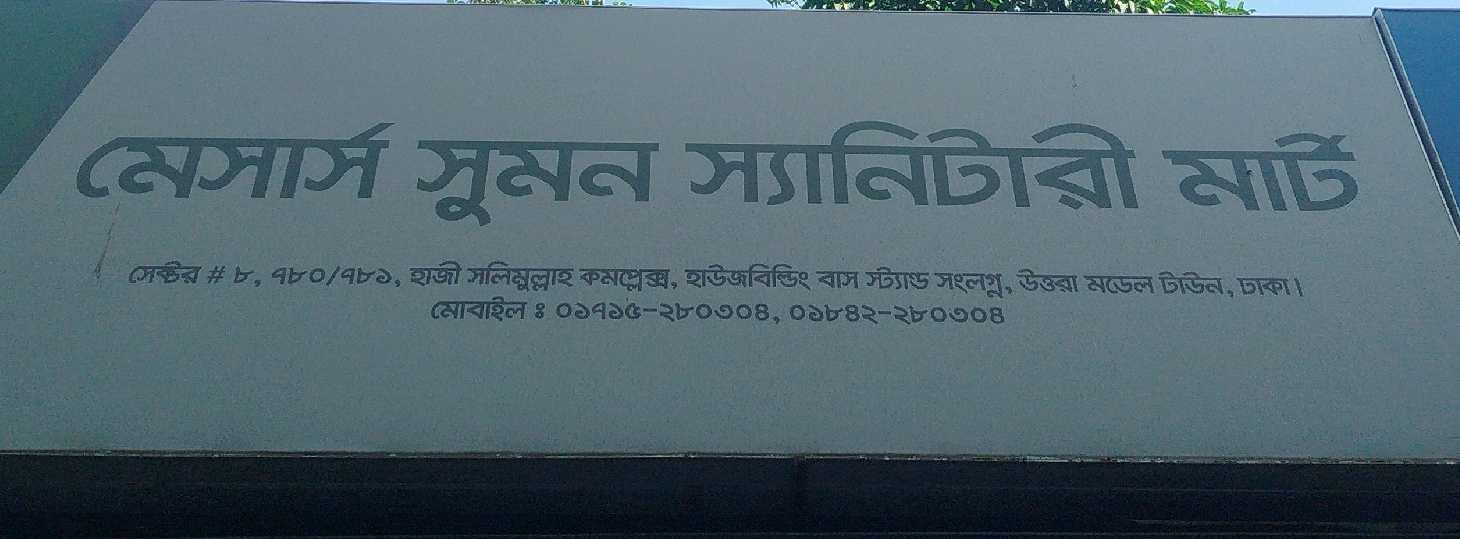 মেসার্স সুমন স্যানিটারী মার্ট
সেক্টর # ৮, ৭৮০/৭৮১, হাজী সলিমুল্লাহ কমপ্লেক্স, হাউজবিল্ডিং বাস স্ট্যান্ড সংলগ্ন, উত্তরা মডেল টাউন, ঢাকা।
মোবাইল ঃ ০১৭১৫-২৮০৩০৪, ০১৮৪২-২৮০৩০৪